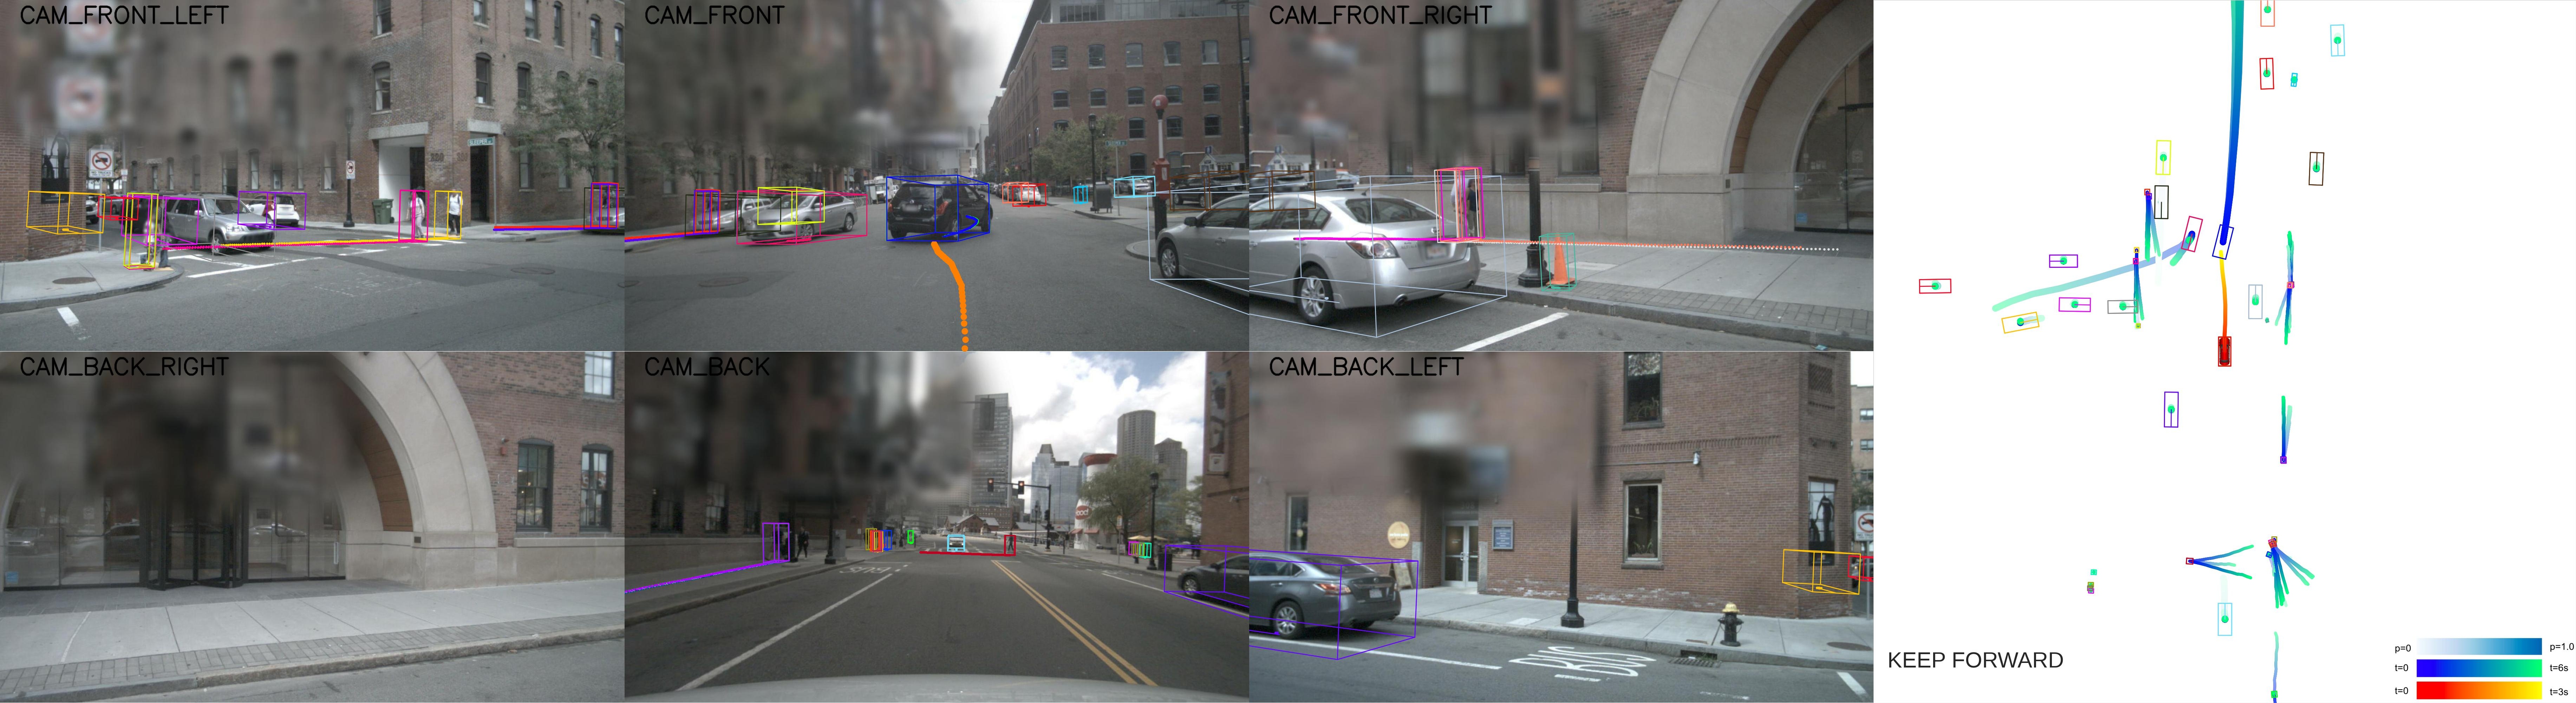 CAM_FRONT_LEFT
CAM_FRONT
CAM_FRONT_RIGHT
CAM_BACK_RIGHT
CAM_BACK
CAM_BACK_LEFT
BUS
KEEP FORWARD
p=0
p=1.0
t=0
t=6s
t=0
t=3s